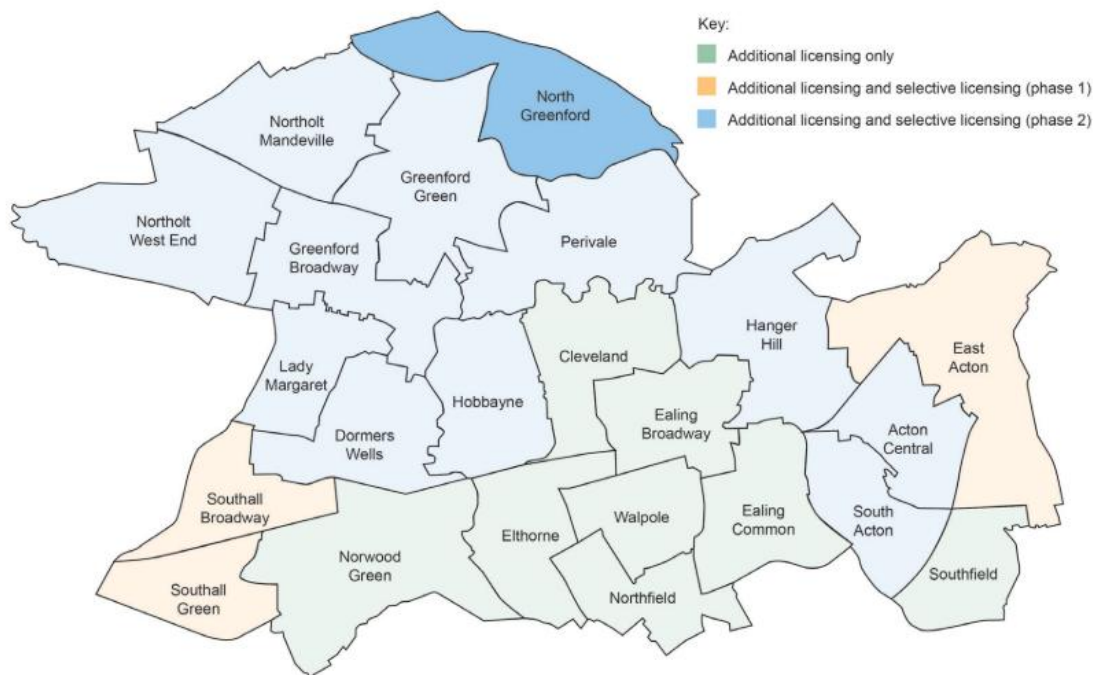 Key:
Additional licensing only
Additional licensing and selective licensing (phase 1)
Additional licensing and selective licensing (phase 2)
North
Greenford
Northolt
Mandeville
Greenford
Green
Northolt
West End
Greenford
Broadway
Perivale
Hanger
Hill
East
Acton
Cleveland
Lady
Margaret
Hobbayne
Ealing
Broadway
Acton
Central
Dormers
Wells
Southall
Broadway
Elthorne
Walpole
Ealing
Common
South
Acton
Norwood
Green
Southall
Green
Northfield
Southfield